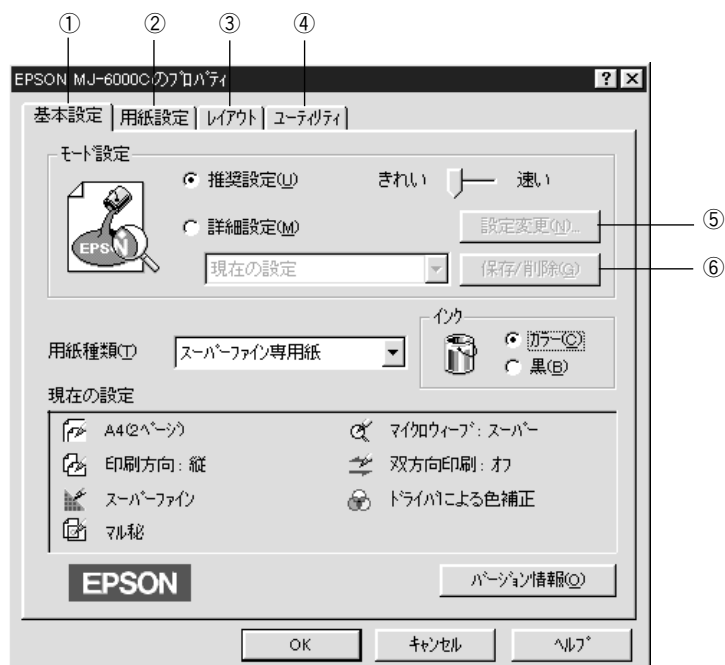 ① ② ③ ④
EPSON MJ-6000Cのプロパティ
基本設定 用紙設定 レイアウト ユーティリティ
モード設定
推奨設定(U) きれい 速い
詳細設定(M) 設定変更(N)... ⑤
現在の設定 保存/削除(G) ⑥
EPSON
インク
用紙種類(T) スーパーファイン専用紙 カラー(C)
黒(B)
現在の設定
A4(2ページ) マイクロウィーブ: スーパー
印刷方向: 縦 双方向印刷: オフ
スーパーファイン ドライバによる色補正
マル秘
EPSON バージョン情報(O)
OK キャンセル ヘルプ